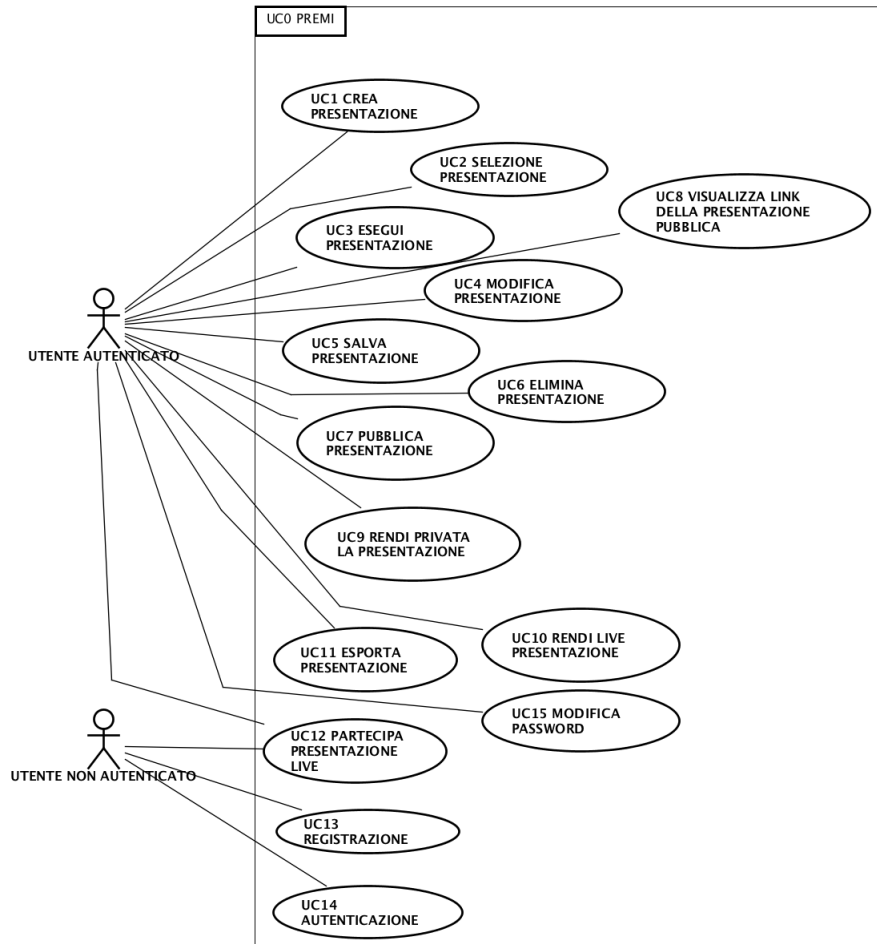 UC0 PREMI
UC1 CREA
PRESENTAZIONE
UC2 SELEZIONE
PRESENTAZIONE
UC8 VISUALIZZA LINK
DELLA PRESENTAZIONE
PUBBLICA
UC3 ESEGUI
PRESENTAZIONE
UC4 MODIFICA
PRESENTAZIONE
UTENTE AUTENTICATO
UC5 SALVA
PRESENTAZIONE
UC6 ELIMINA
PRESENTAZIONE
UC7 PUBBLICA
PRESENTAZIONE
UC9 RENDI PRIVATA
LA PRESENTAZIONE
UC10 RENDI LIVE
PRESENTAZIONE
UC11 ESPORTA
PRESENTAZIONE
UC15 MODIFICA
PASSWORD
UC12 PARTECIPA
PRESENTAZIONE
LIVE
UTENTE NON AUTENTICATO
UC13
REGISTRAZIONE
UC14
AUTENTICAZIONE